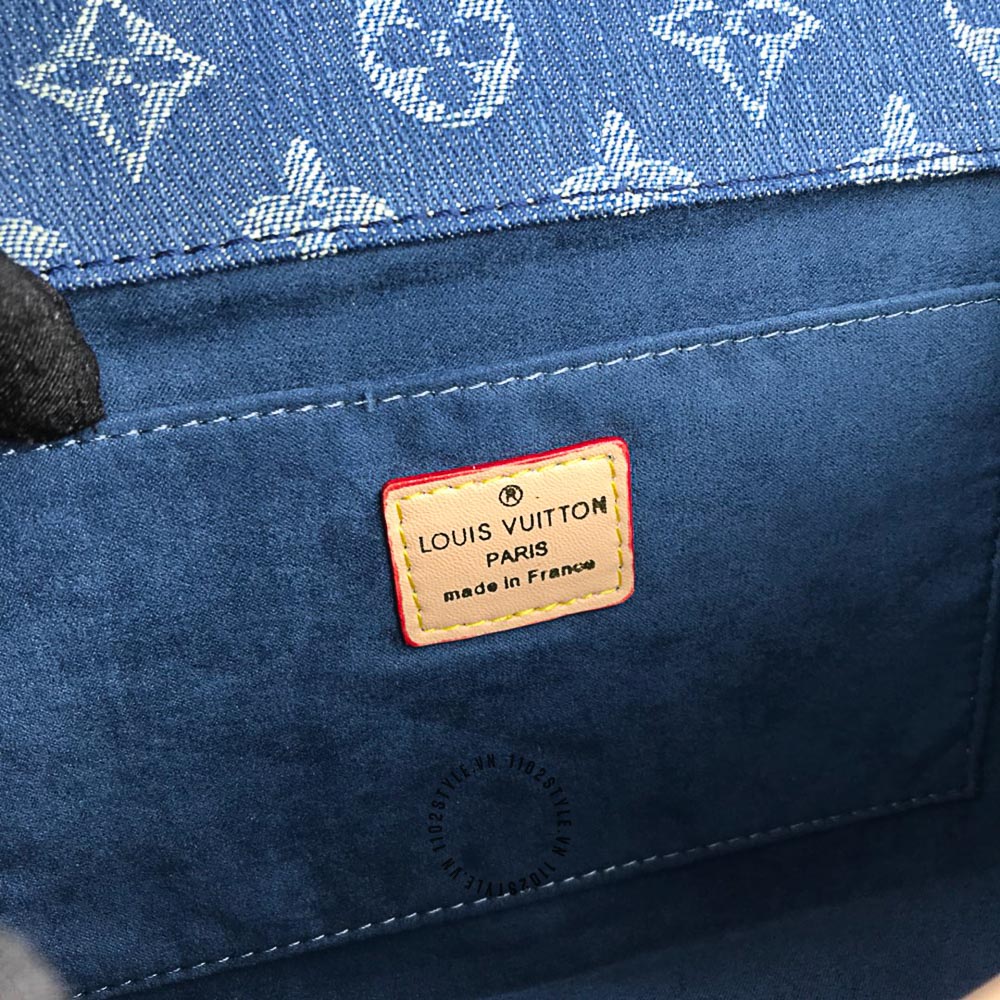 ®
LOUIS VUITTON
PARIS
made in France
1102STYLE.VN 1102STYLE.VN 1102STYLE.VN